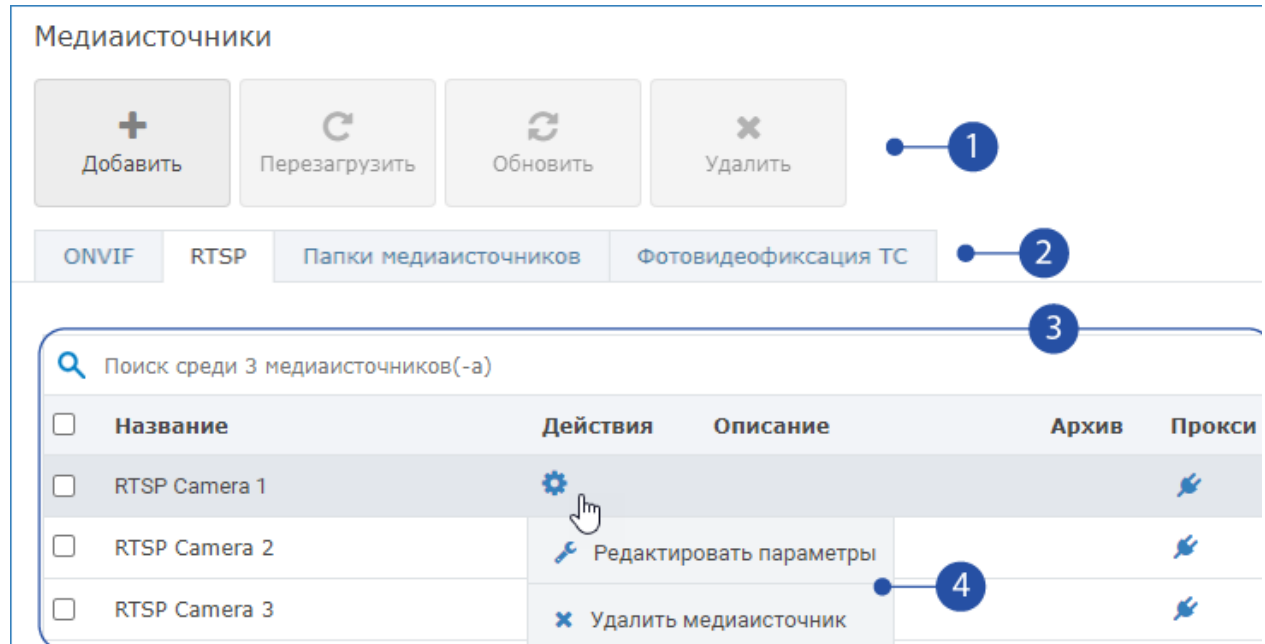 Медиаисточники
Добавить Перезагрузить Обновить Удалить 1
ONVIF RTSP Папки медиаисточников Фотовидеофиксация ТС 2
3
Поиск среди 3 медиаисточников(-а)
Название Действия Описание Архив Прокси
RTSP Camera 1
RTSP Camera 2 Редактировать параметры
4
RTSP Camera 3 Удалить медиаисточник